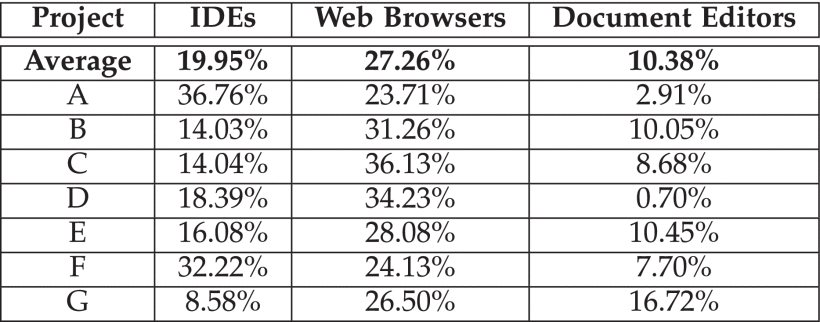 Project IDEs Web Browsers Document Editors
Average 19.95% 27.26% 10.38%
A 36.76% 23.71% 2.91%
B 14.03% 31.26% 10.05%
C 14.04% 36.13% 8.68%
D 18.39% 34.23% 0.70%
E 16.08% 28.08% 10.45%
F 32.22% 24.13% 7.70%
G 8.58% 26.50% 16.72%